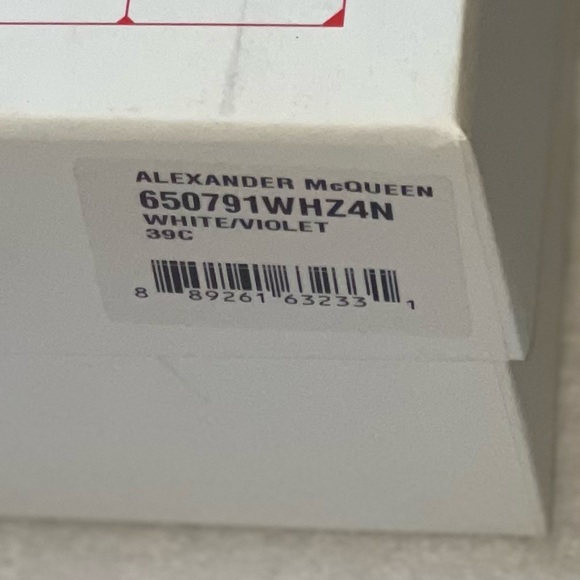 ALEXANDER McQUEEN
650791WHZ4N
WHITE/VIOLET
39C
8 89261 63233 1